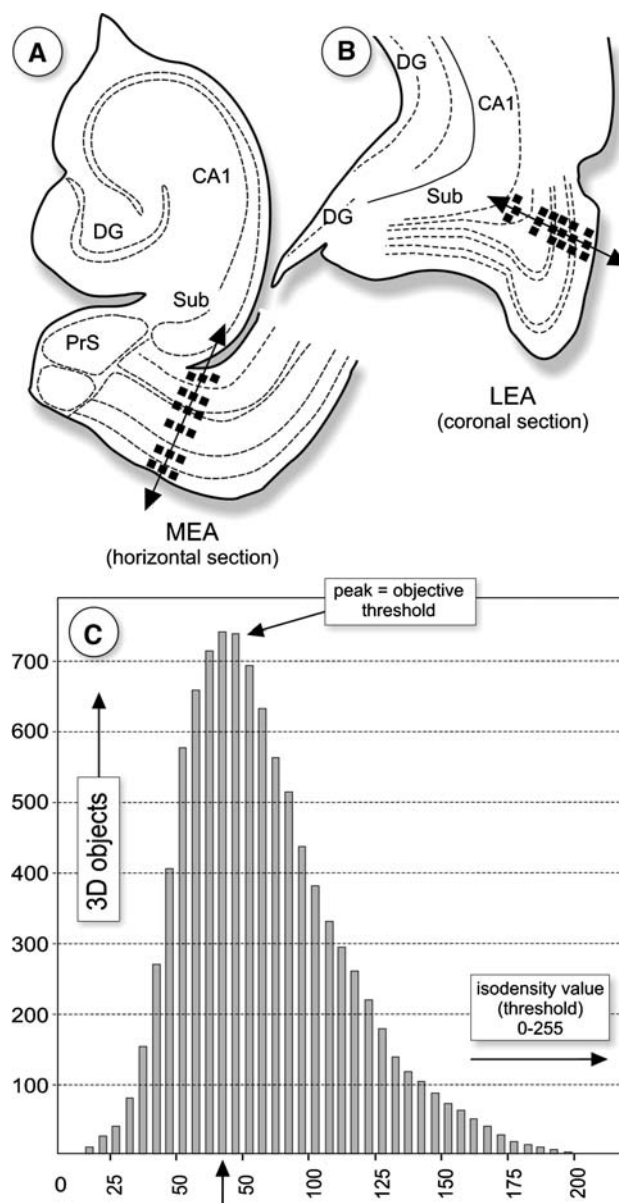 A
DG
CA1
Sub
PrS
MEA
(horizontal section)
B
DG
CA1
Sub
DG
LEA
(coronal section)
C
peak = objective
threshold
700
600
500
400
300
200
100
3D objects
isodensity value
(threshold)
0-255
0 25 50 50 100 125 150 175 200